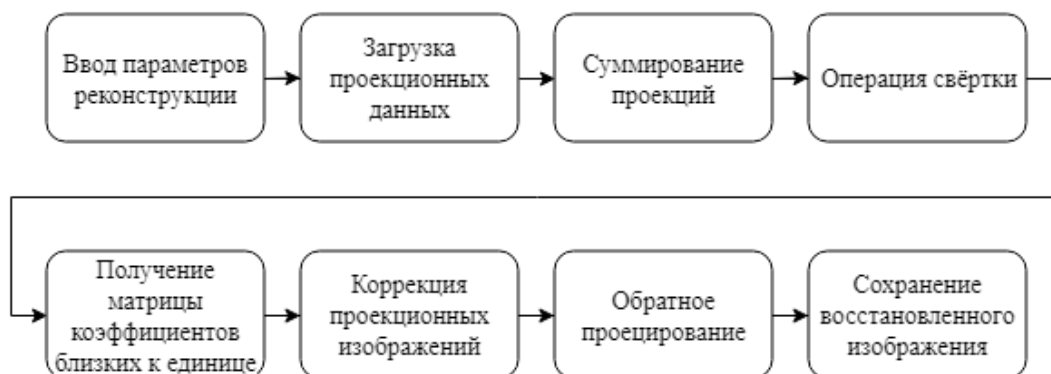 Ввод параметров
реконструкции
Загрузка
проекционных
данных
Суммирование
проекций
Операция свёртки
Получение
матрицы
коэффициентов
близких к единице
Коррекция
проекционных
изображений
Обратное
проецирование
Сохранение
восстановленного
изображения